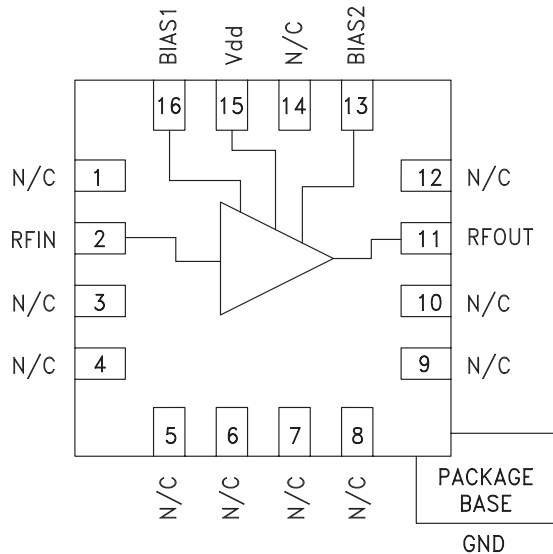 BIAS1
Vdd
N/C
BIAS2
16
15
14
13
N/C 1
12 N/C
RFIN 2
11 RFOUT
N/C 3
10 N/C
N/C 4
9 N/C
5
6
7
8
N/C
N/C
N/C
N/C
PACKAGE
BASE
GND